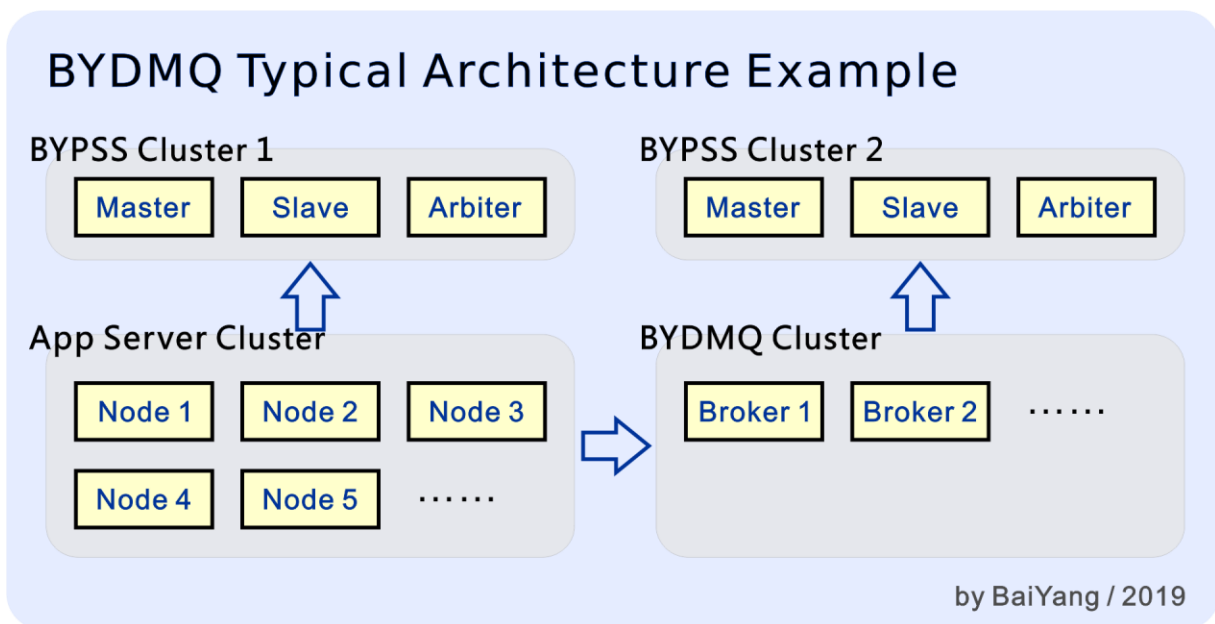 BYDMQ Typical Architecture Example
BYPSS Cluster 1
Master Slave Arbiter
BYPSS Cluster 2
Master Slave Arbiter
App Server Cluster
Node 1 Node 2 Node 3
Node 4 Node 5 ……
BYDMQ Cluster
Broker 1 Broker 2 ……
by BaiYang / 2019